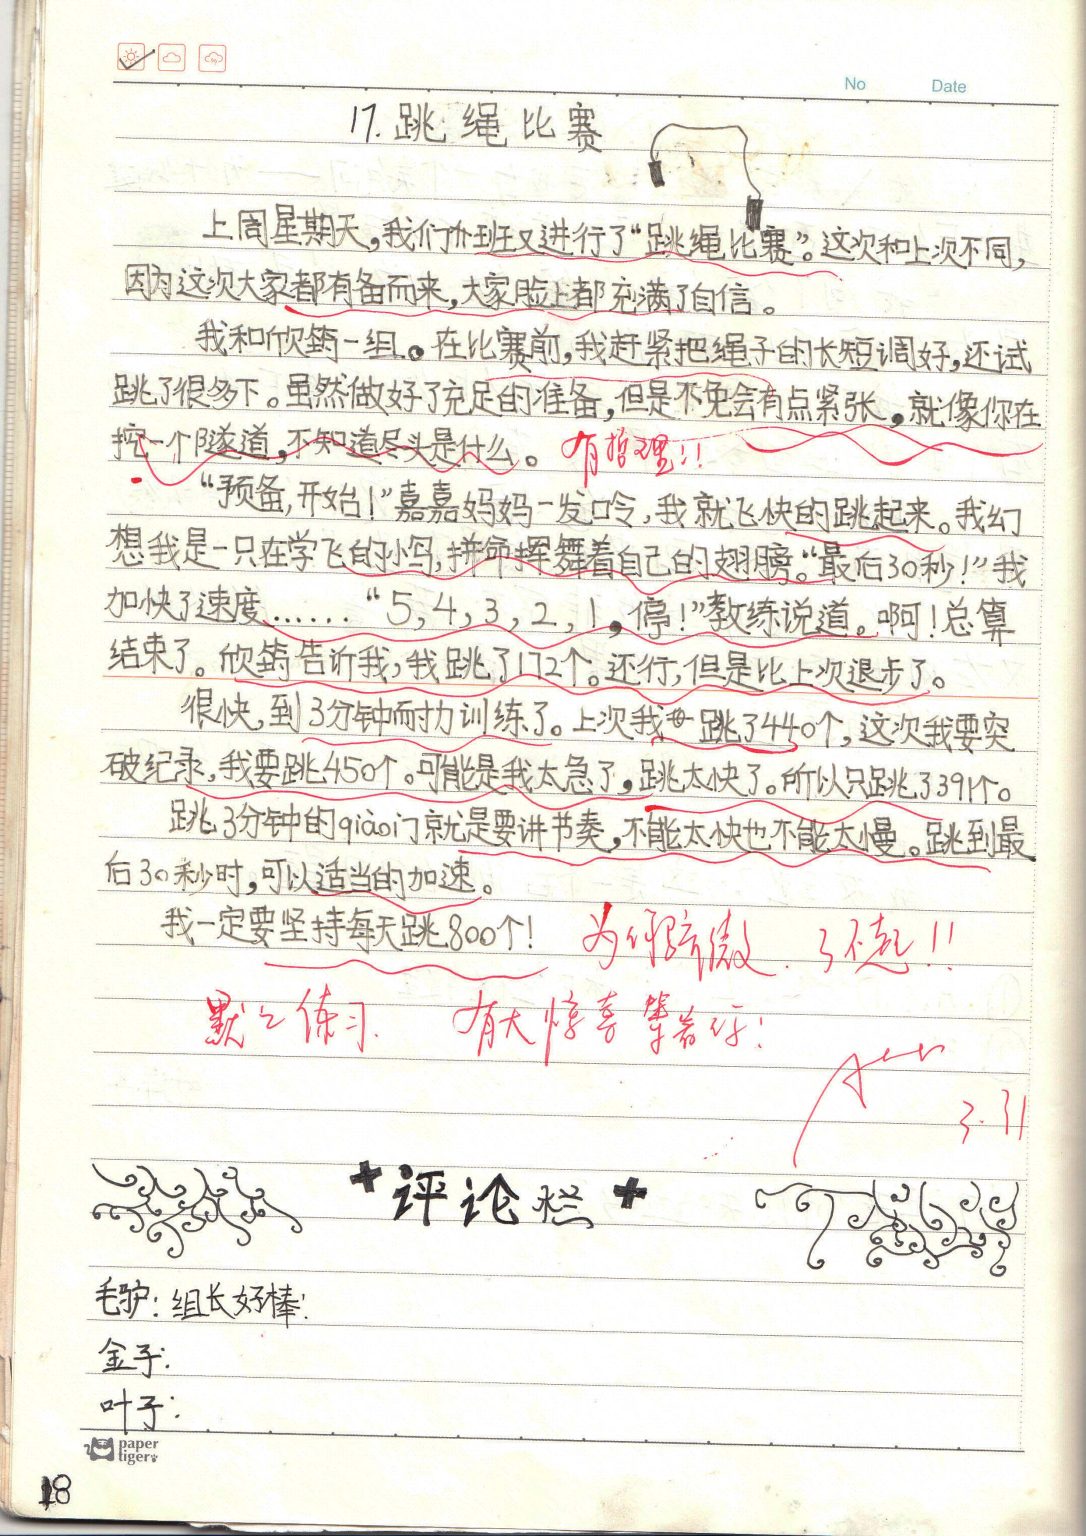 No Date
17.跳绳比赛
上周星期天,我们班又进行了“跳绳比赛”。这次和上次不同,
因为这次大家都有备而来,大家脸上都充满了自信。
我和欣筠一组。在比赛前,我赶紧把绳子的长短调好,还试
跳了很多下。虽然做好了充足的准备,但是不免会有点紧张,就像你在
挖一个隧道,不知道尽头是什么。 有哲理!!
“预备,开始!”嘉嘉妈妈一发口令,我就飞快的跳起来。我幻
想我是一只在学飞的小鸟,拼命挥舞着自己的翅膀。“最后30秒!”我
加快了速度……“5,4,3,2,1,停!”教练说道。啊!总算
结束了。欣筠告诉我,我跳了172个。还行,但是比上次退步了。
很快,到3分钟耐力训练了。上次我跳了440个,这次我要突
破纪录,我要跳450个。可能是我太急了,跳太快了。所以只跳了391个。
跳3分钟的qiào门就是要讲节奏,不能太快也不能太慢。跳到最
后30秒时,可以适当的加速。
我一定要坚持每天跳800个! 为你骄傲.了不起!!
默之练习. 有大惊喜等着你!
3.31
评论栏
毛驴:组长好棒!
金子:
叶子:
paper
tiger
18